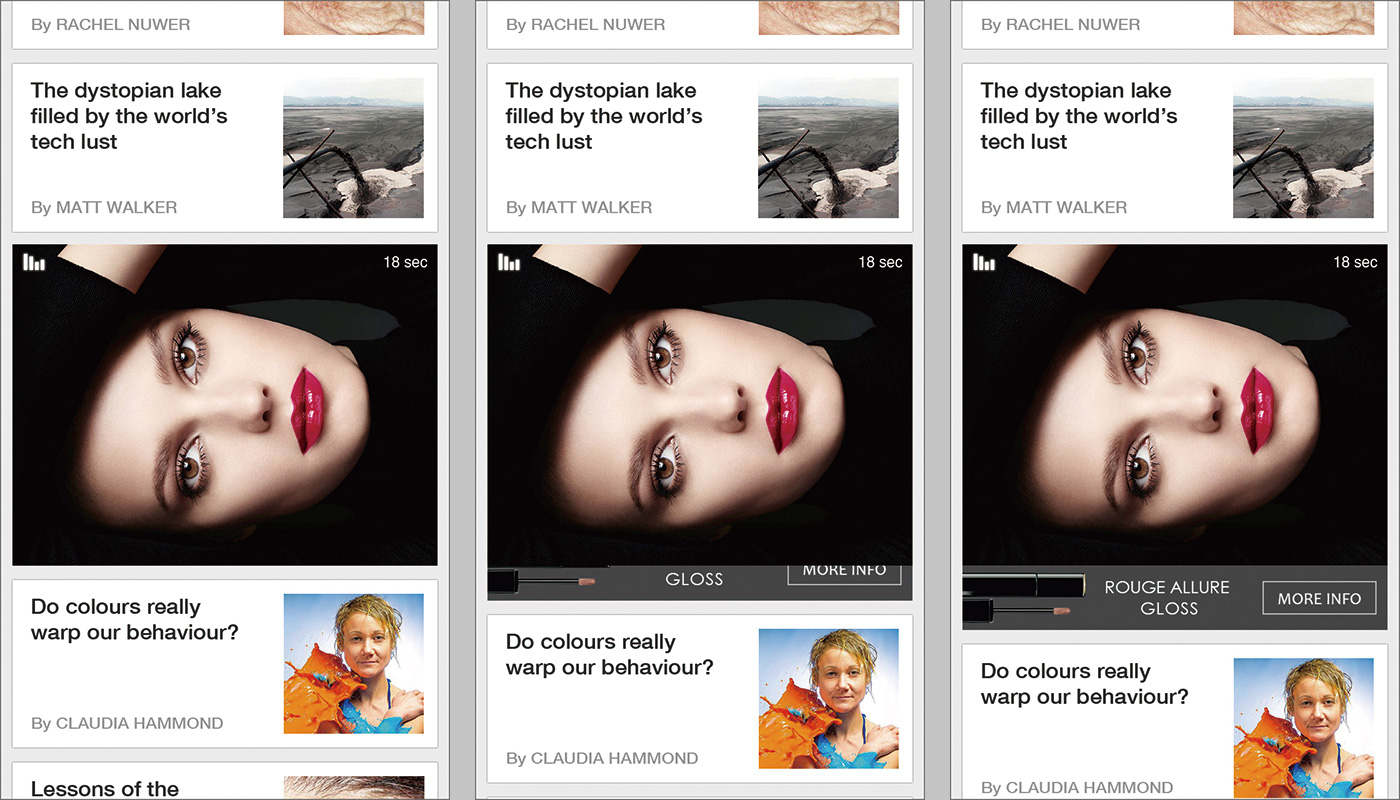 By RACHEL NUWER
The dystopian lake
filled by the world's
tech lust
By MATT WALKER
18 sec
Do colours really
warp our behaviour?
By CLAUDIA HAMMOND
Lessons of the
By RACHEL NUWER
The dystopian lake
filled by the world's
tech lust
By MATT WALKER
18 sec
GLOSS
MORE INFO
Do colours really
warp our behaviour?
By CLAUDIA HAMMOND
By RACHEL NUWER
The dystopian lake
filled by the world's
tech lust
By MATT WALKER
18 sec
ROUGE ALLURE
GLOSS
MORE INFO
Do colours really
warp our behaviour?
By CLAUDIA HAMMOND